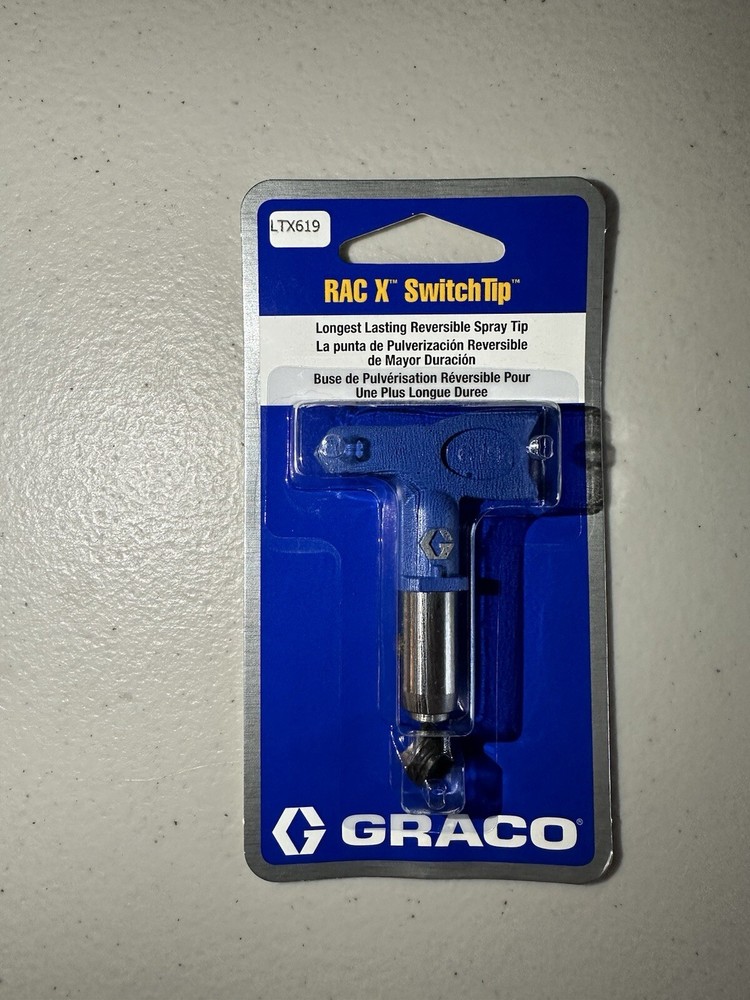 LTX619
RAC X™ SwitchTip™
Longest Lasting Reversible Spray Tip
La punta de Pulverización Reversible
de Mayor Duración
Buse de Pulvérisation Réversible Pour
Une Plus Longue Duree
G
GRACO®